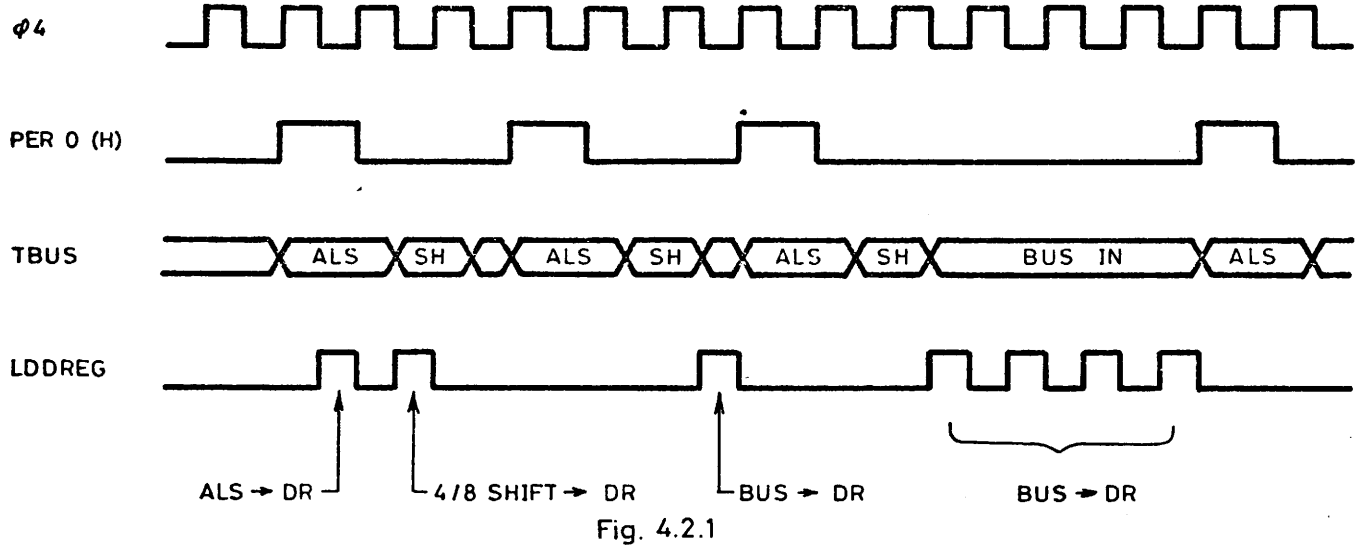 φ4
PER 0 (H)
TBUS
ALS SH ALS SH ALS SH BUS IN ALS
LDDREG
ALS → DR 4/8 SHIFT → DR BUS → DR BUS → DR
Fig. 4.2.1